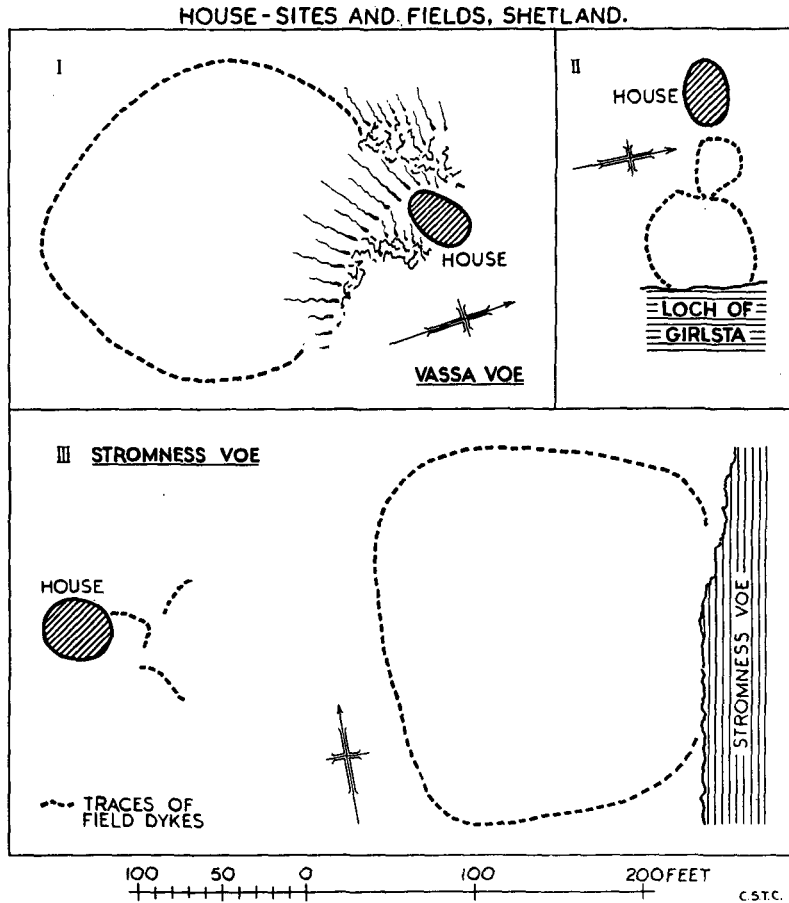 HOUSE-SITES AND FIELDS, SHETLAND.
I
HOUSE
VASSA VOE
II
HOUSE
LOCH OF
GIRLSTA
III STROMNESS VOE
HOUSE
STROMNESS VOE
TRACES OF
FIELD DYKES
100 50 0 100 200 FEET
C.S.T.C.